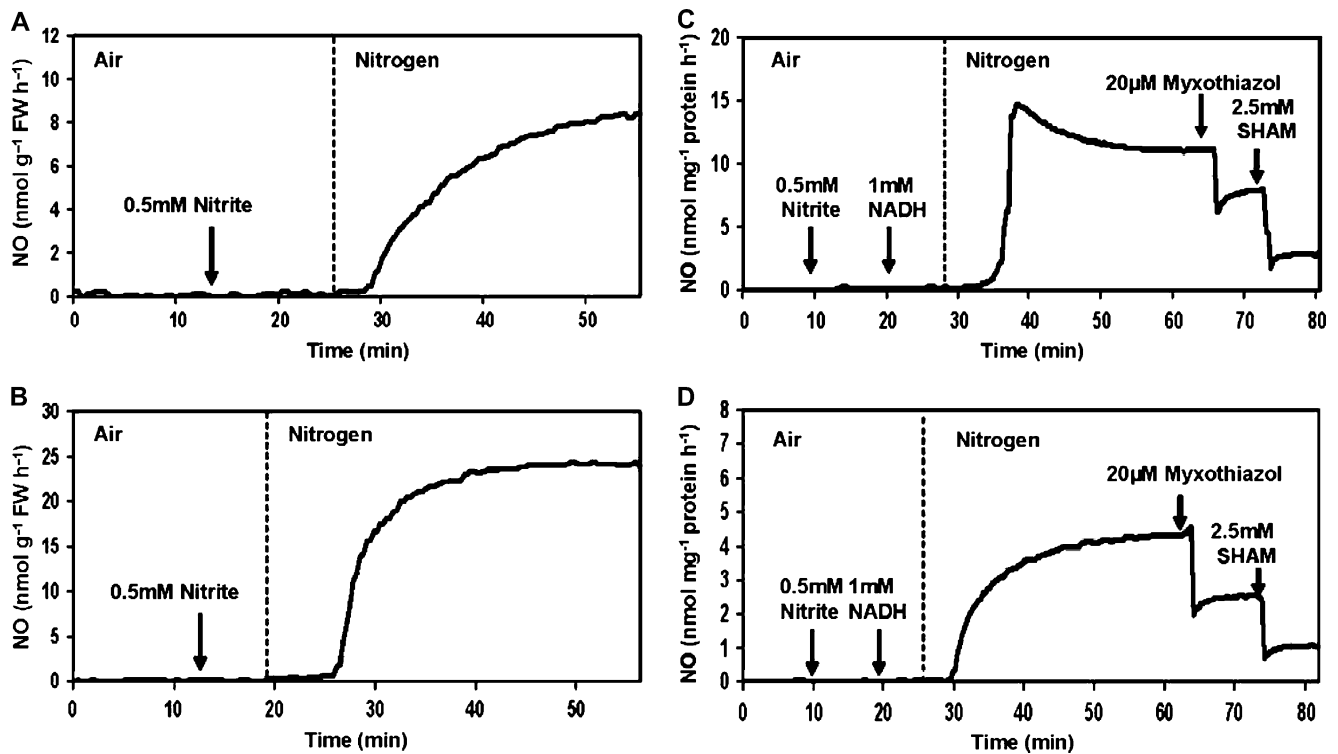 A
NO (nmol g⁻¹ FW h⁻¹)
12
10
8
6
4
2
0
Air
Nitrogen
0.5mM Nitrite
0 10 20 30 40 50
Time (min)
B
NO (nmol g⁻¹ FW h⁻¹)
30
25
20
15
10
5
0
Air
Nitrogen
0.5mM Nitrite
0 10 20 30 40 50
Time (min)
C
NO (nmol mg⁻¹ protein h⁻¹)
20
15
10
5
0
Air
Nitrogen
20µM Myxothiazol
2.5mM
SHAM
0.5mM
Nitrite
1mM
NADH
0 10 20 30 40 50 60 70 80
Time (min)
D
NO (nmol mg⁻¹ protein h⁻¹)
8
7
6
5
4
3
2
1
0
Air
Nitrogen
20µM Myxothiazol
2.5mM
SHAM
0.5mM 1mM
Nitrite NADH
0 10 20 30 40 50 60 70 80
Time (min)